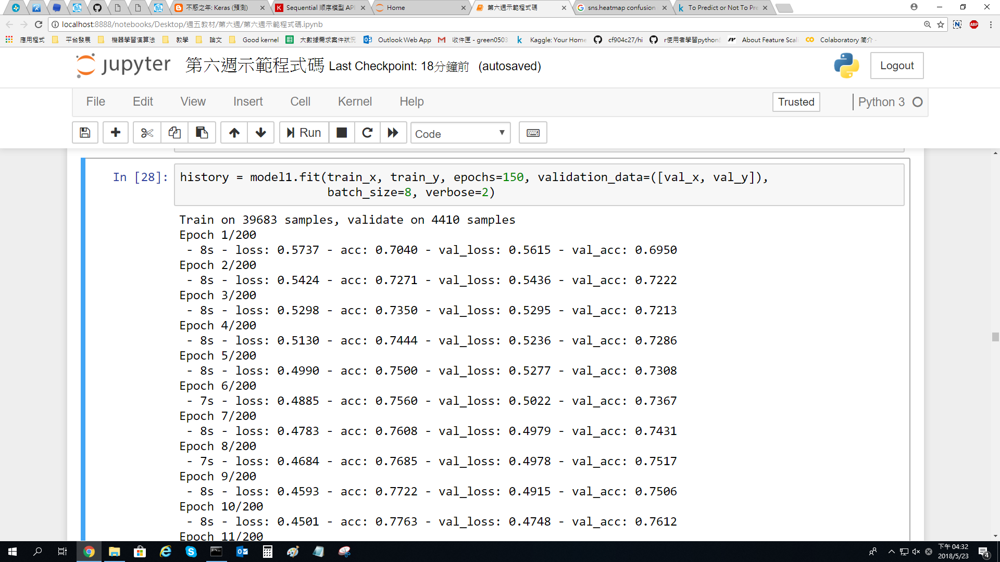 不惑之年: Keras (預測)
Sequential 順序模型 API
Home
第六週示範程式碼
sns.heatmap confusion
To Predict or Not To Pre
localhost:8888/notebooks/Desktop/週五教材/第六週/第六週示範程式碼.ipynb
應用程式 平台發展 機器學習演算法 教學 論文 Good kernel 大數據需求案件狀況 Outlook Web App 收件匣 - green0503 Kaggle: Your Home cf904c27/hi r使用者學習python About Feature Scali Colaboratory 簡介 -
jupyter 第六週示範程式碼 Last Checkpoint: 18分鐘前 (autosaved)
Logout
File Edit View Insert Cell Kernel Help
Trusted
Python 3
Run
Code
In [28]: history = model1.fit(train_x, train_y, epochs=150, validation_data=([val_x, val_y]),
batch_size=8, verbose=2)
Train on 39683 samples, validate on 4410 samples
Epoch 1/200
- 8s - loss: 0.5737 - acc: 0.7040 - val_loss: 0.5615 - val_acc: 0.6950
Epoch 2/200
- 8s - loss: 0.5424 - acc: 0.7271 - val_loss: 0.5436 - val_acc: 0.7222
Epoch 3/200
- 8s - loss: 0.5298 - acc: 0.7350 - val_loss: 0.5295 - val_acc: 0.7213
Epoch 4/200
- 8s - loss: 0.5130 - acc: 0.7444 - val_loss: 0.5236 - val_acc: 0.7286
Epoch 5/200
- 8s - loss: 0.4990 - acc: 0.7500 - val_loss: 0.5277 - val_acc: 0.7308
Epoch 6/200
- 7s - loss: 0.4885 - acc: 0.7560 - val_loss: 0.5022 - val_acc: 0.7367
Epoch 7/200
- 8s - loss: 0.4783 - acc: 0.7608 - val_loss: 0.4979 - val_acc: 0.7431
Epoch 8/200
- 7s - loss: 0.4684 - acc: 0.7685 - val_loss: 0.4978 - val_acc: 0.7517
Epoch 9/200
- 8s - loss: 0.4593 - acc: 0.7722 - val_loss: 0.4915 - val_acc: 0.7506
Epoch 10/200
- 8s - loss: 0.4501 - acc: 0.7763 - val_loss: 0.4748 - val_acc: 0.7612
Epoch 11/200
下午 04:32
2018/5/23
4